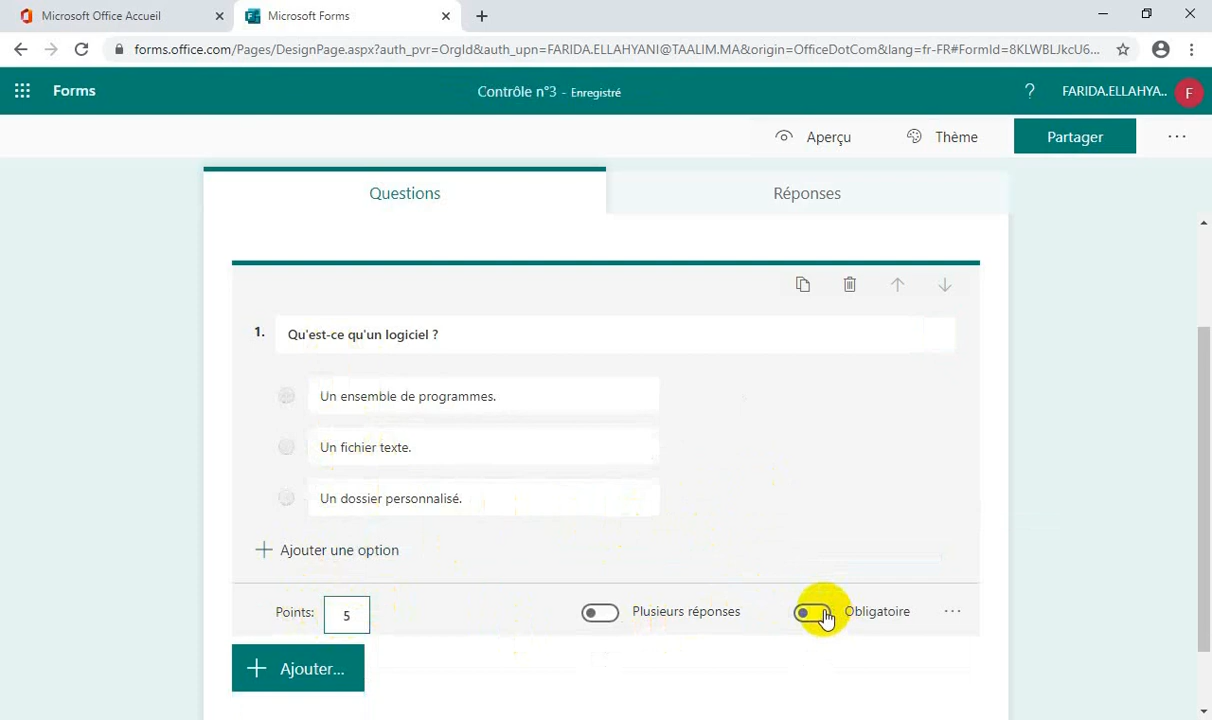 Microsoft Office Accueil
Microsoft Forms
forms.office.com/Pages/DesignPage.aspx?auth_pvr=OrgId&auth_upn=FARIDA.ELLAHYANI@TAALIM.MA&origin=OfficeDotCom&lang=fr-FR#FormId=8KLWBLJkcU6...
Forms
Contrôle n°3 - Enregistré
?
FARIDA.ELLAHYA..
F
Aperçu
Thème
Partager
Questions
Réponses
1. Qu'est-ce qu'un logiciel ?
Un ensemble de programmes.
Un fichier texte.
Un dossier personnalisé.
Ajouter une option
Points: 5
Plusieurs réponses
Obligatoire
Ajouter...